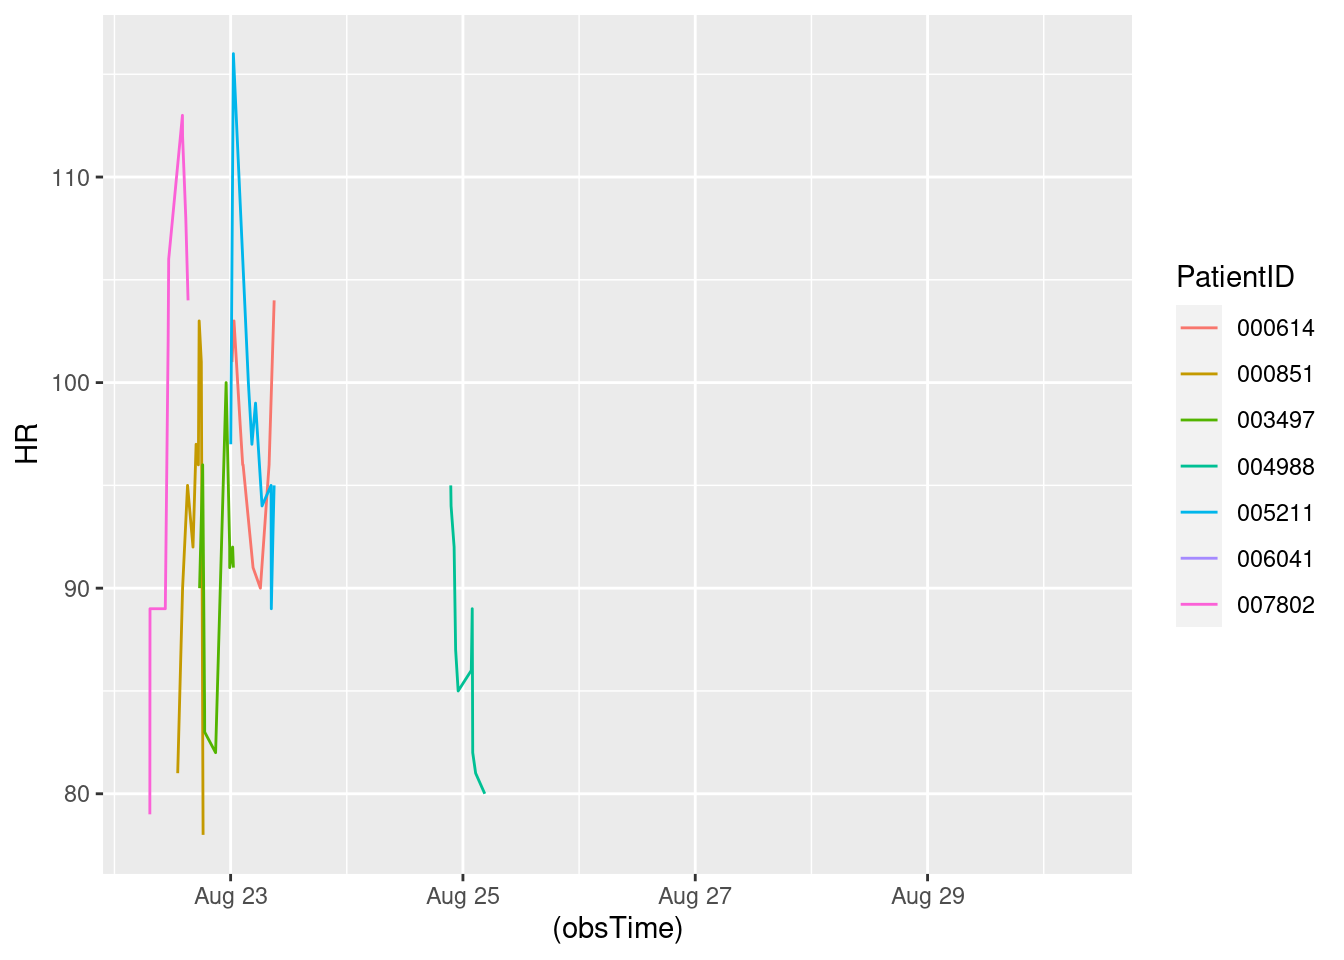 HR
110
100
90
80
Aug 23
Aug 25
Aug 27
Aug 29
(obsTime)
PatientID
000614
000851
003497
004988
005211
006041
007802